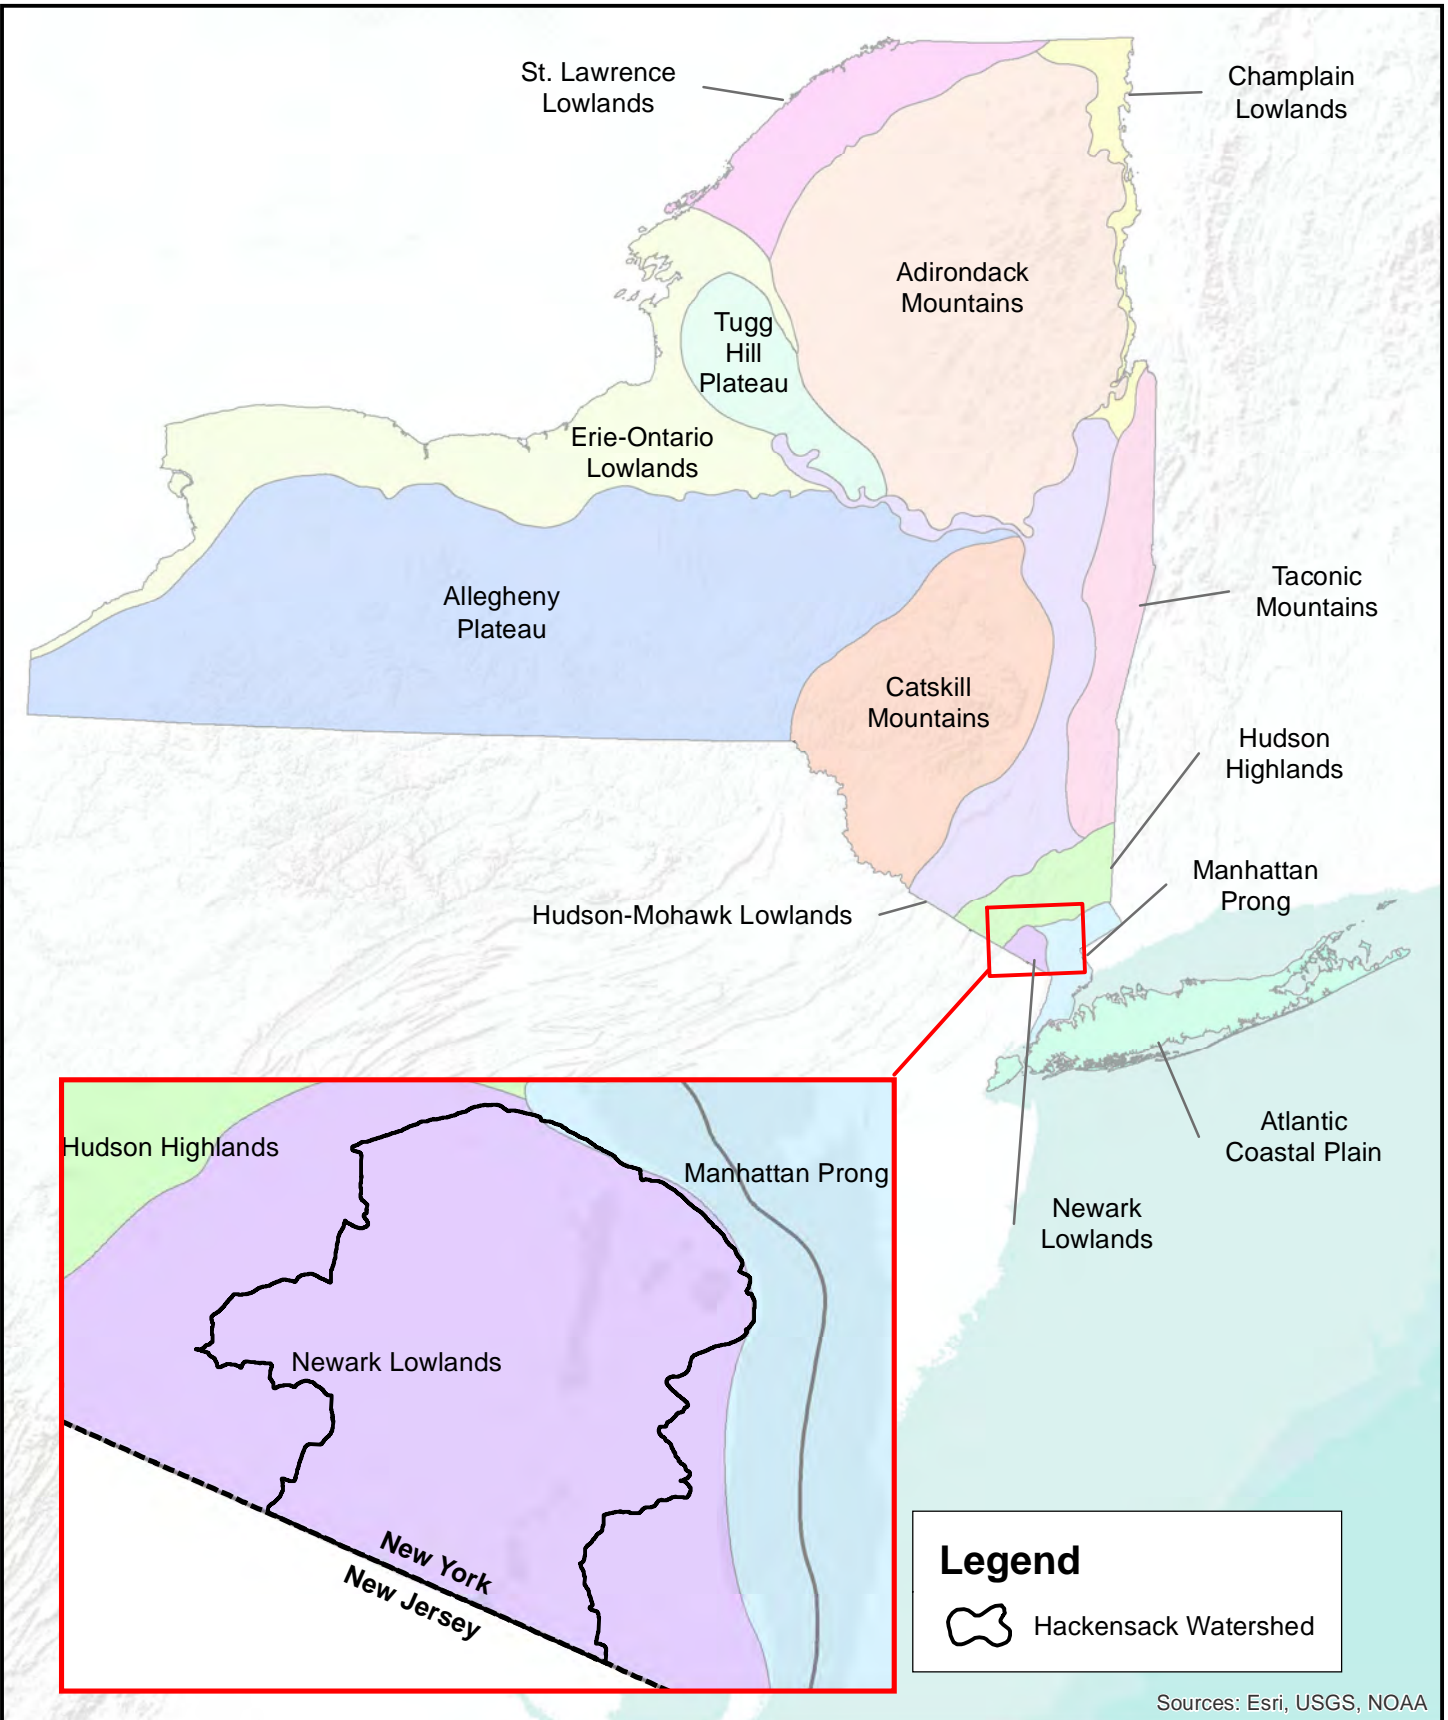 St. Lawrence
Lowlands
Champlain
Lowlands
Adirondack
Mountains
Tugg
Hill
Plateau
Erie-Ontario
Lowlands
Allegheny
Plateau
Taconic
Mountains
Catskill
Mountains
Hudson
Highlands
Manhattan
Prong
Hudson-Mohawk Lowlands
Atlantic
Coastal Plain
Newark
Lowlands
Hudson Highlands
Manhattan Prong
Newark Lowlands
New York
New Jersey
Legend
Hackensack Watershed
Sources: Esri, USGS, NOAA